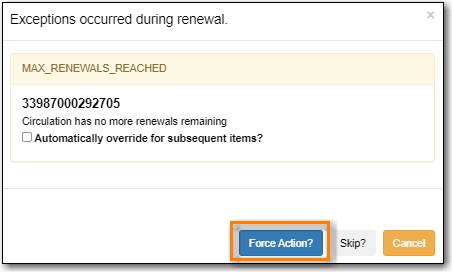 Exceptions occurred during renewal.
×
MAX_RENEWALS_REACHED
33987000292705
Circulation has no more renewals remaining
Automatically override for subsequent items?
Force Action? Skip? Cancel